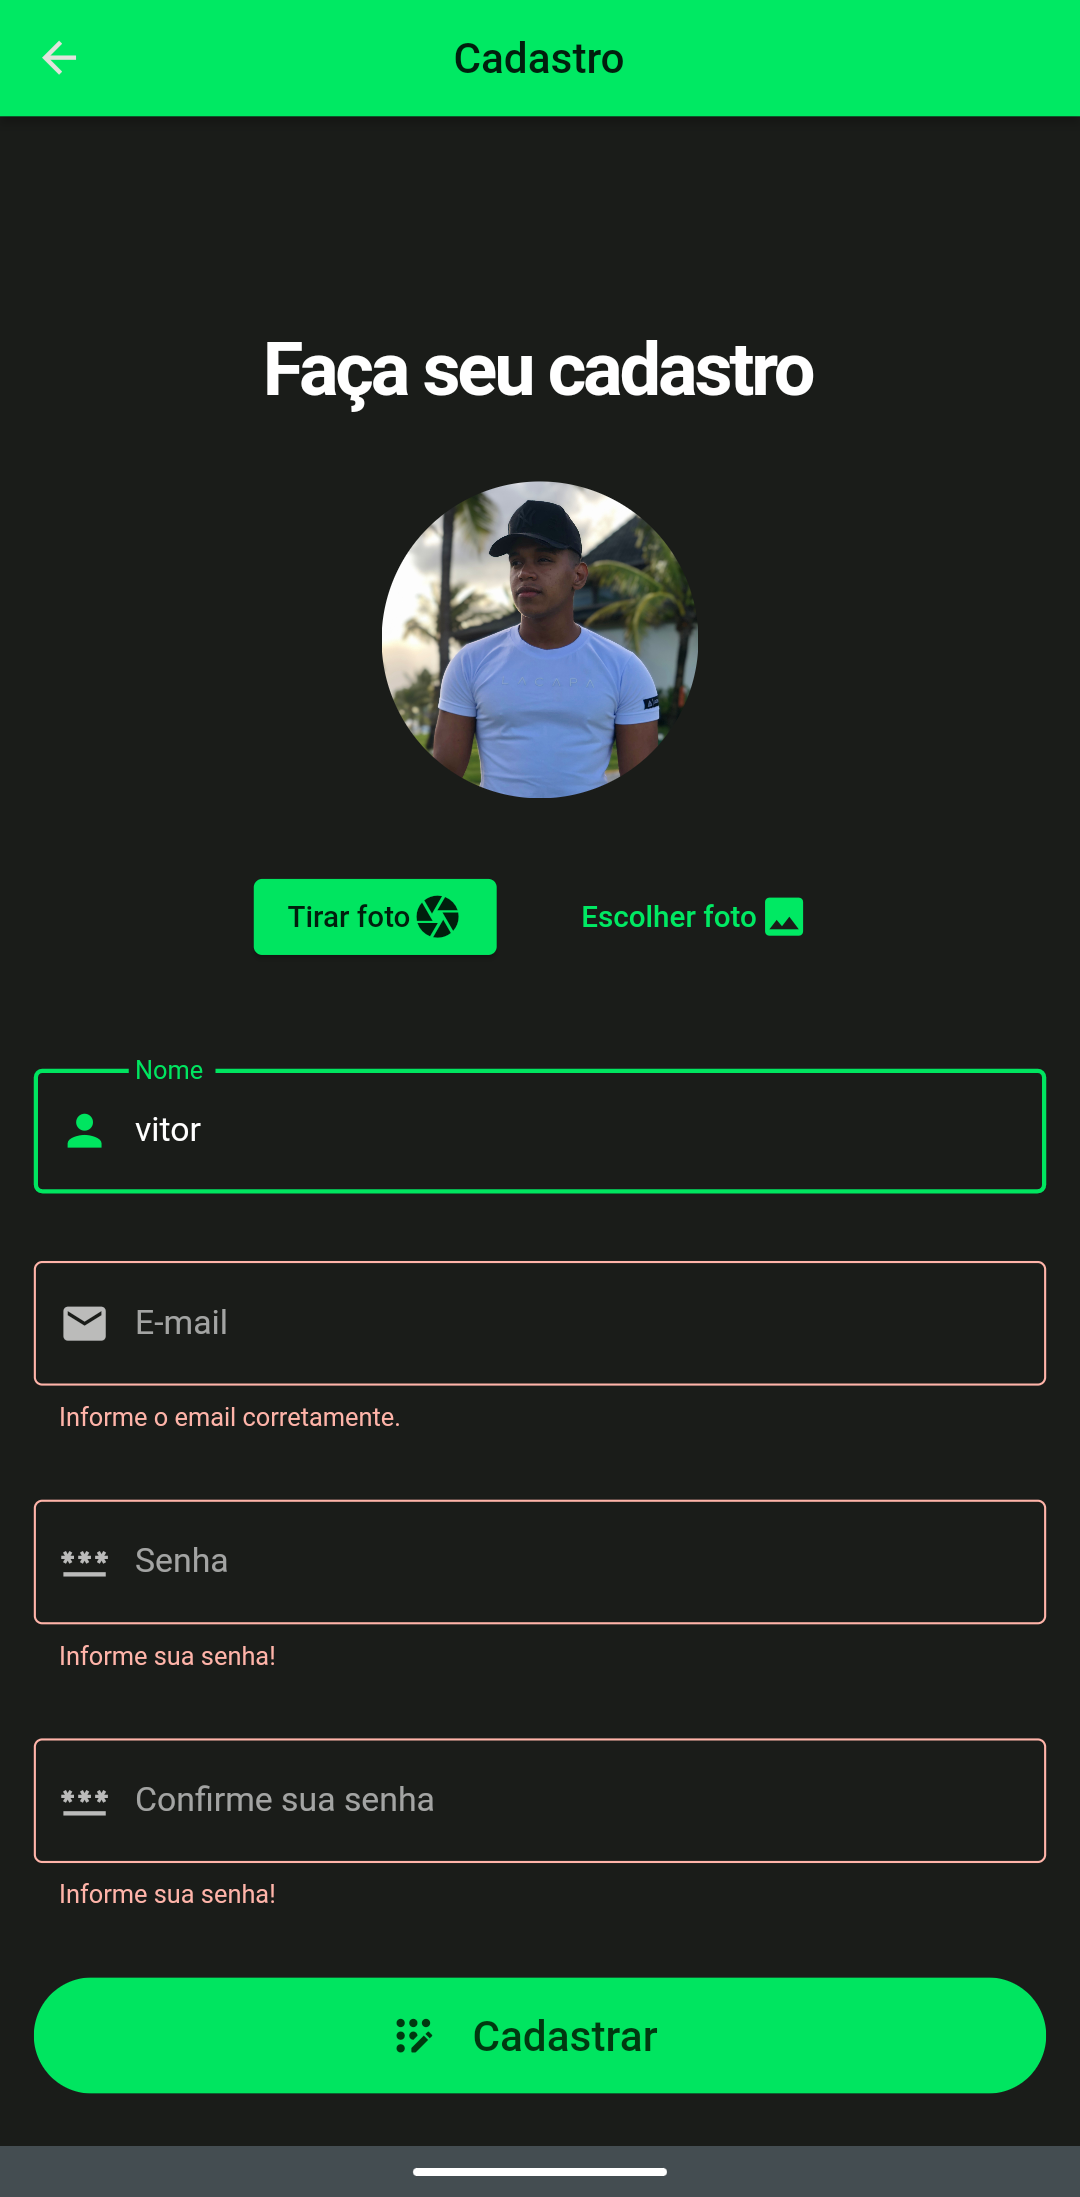 Cadastro
Faça seu cadastro
Tirar foto
Escolher foto
Nome
vitor
E-mail
Informe o email corretamente.
*** Senha
Informe sua senha!
*** Confirme sua senha
Informe sua senha!
Cadastrar